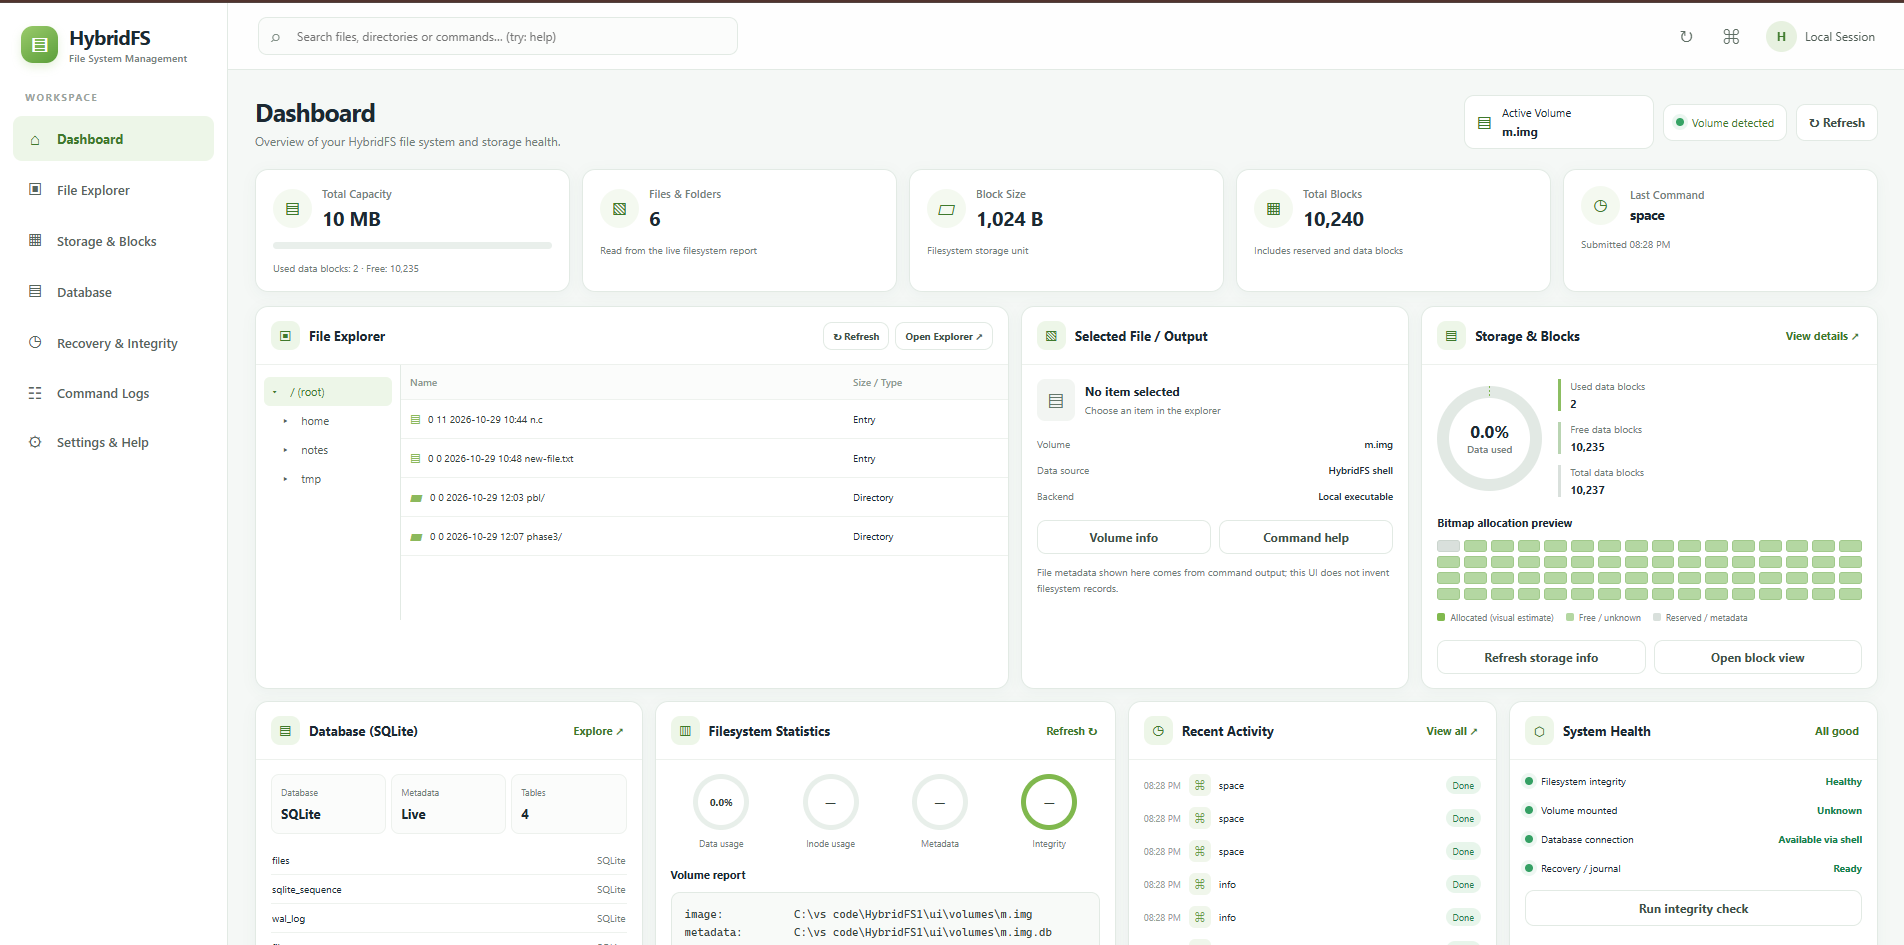 HybridFS
File System Management
Search files, directories or commands... (try: help)
H
Local Session
WORKSPACE
Dashboard
File Explorer
Storage & Blocks
Database
Recovery & Integrity
Command Logs
Settings & Help
Dashboard
Overview of your HybridFS file system and storage health.
Active Volume
m.img
Volume detected
Refresh
Total Capacity
10 MB
Used data blocks: 2 · Free: 10,235
Files & Folders
6
Read from the live filesystem report
Block Size
1,024 B
Filesystem storage unit
Total Blocks
10,240
Includes reserved and data blocks
Last Command
space
Submitted 08:28 PM
File Explorer
Refresh
Open Explorer
/ (root)
home
notes
tmp
Name Size / Type
0 11 2026-10-29 10:44 n.c Entry
0 0 2026-10-29 10:48 new-file.txt Entry
0 0 2026-10-29 12:03 pbl/ Directory
0 0 2026-10-29 12:07 phase3/ Directory
Selected File / Output
No item selected
Choose an item in the explorer
Volume m.img
Data source HybridFS shell
Backend Local executable
Volume info
Command help
File metadata shown here comes from command output; this UI does not invent
filesystem records.
Storage & Blocks
View details
0.0%
Data used
Used data blocks
2
Free data blocks
10,235
Total data blocks
10,237
Bitmap allocation preview
Allocated (visual estimate) Free / unknown Reserved / metadata
Refresh storage info
Open block view
Database (SQLite)
Explore
Database
SQLite
Metadata
Live
Tables
4
files SQLite
sqlite_sequence SQLite
wal_log SQLite
Filesystem Statistics
Refresh
0.0%
Data usage
—
Inode usage
—
Metadata
—
Integrity
Volume report
image: C:\vs code\HybridFS1\ui\volumes\m.img
metadata: C:\vs code\HybridFS1\ui\volumes\m.img.db
Recent Activity
View all
08:28 PM space Done
08:28 PM space Done
08:28 PM space Done
08:28 PM info Done
08:28 PM info Done
System Health
All good
Filesystem integrity Healthy
Volume mounted Unknown
Database connection Available via shell
Recovery / journal Ready
Run integrity check